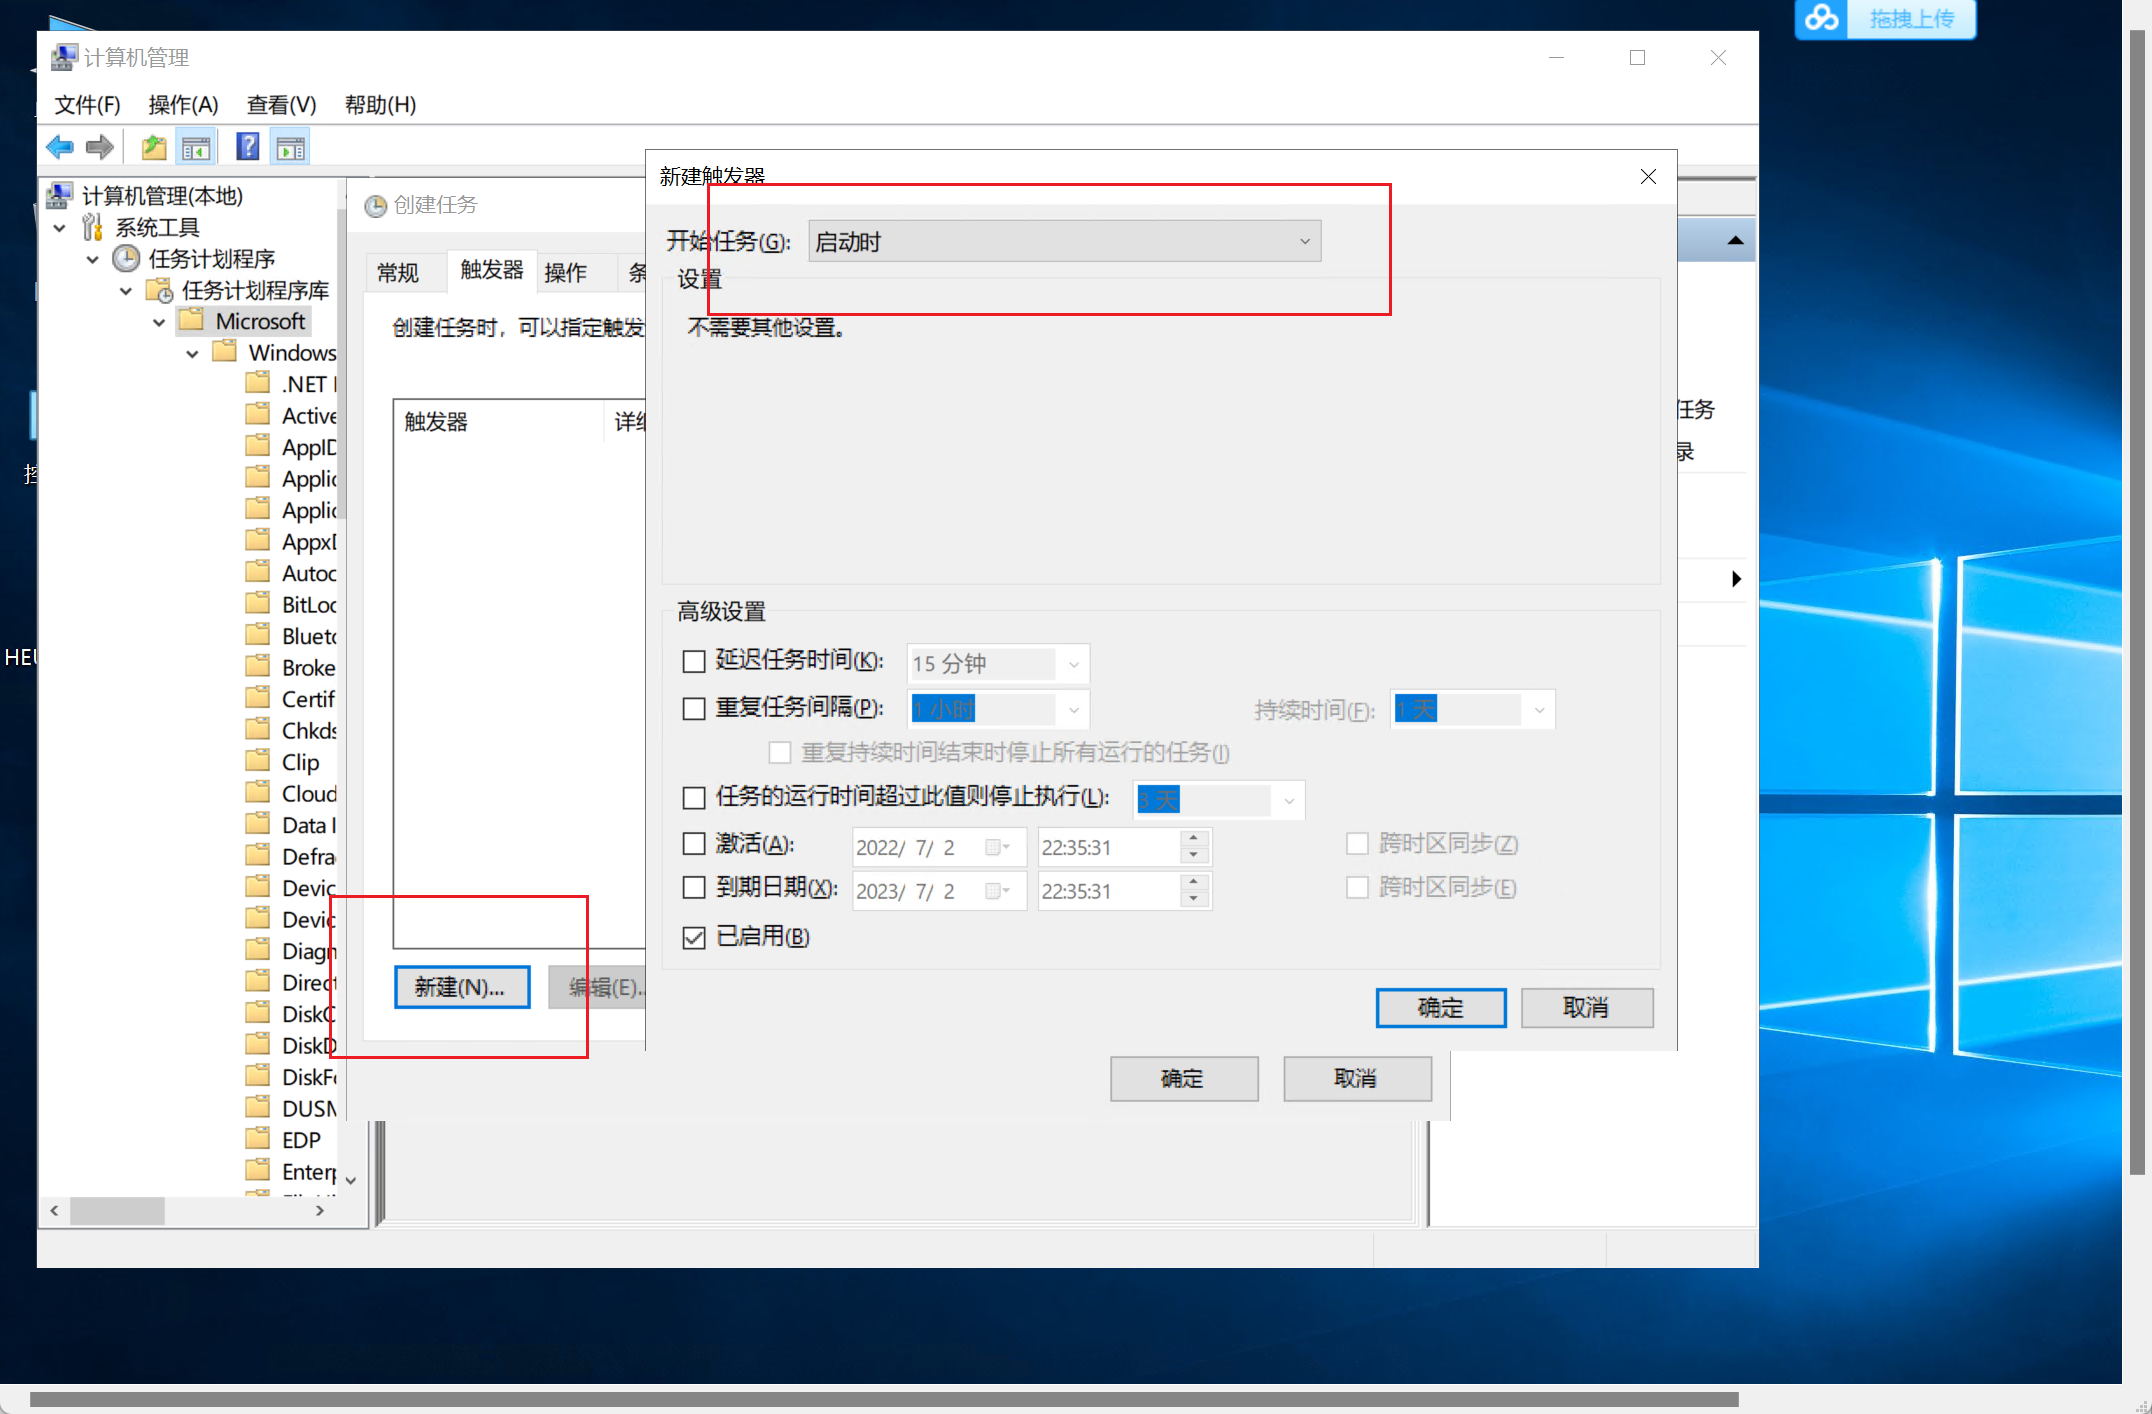 拖拽上传
计算机管理
文件(F) 操作(A) 查看(V) 帮助(H)
计算机管理(本地)
系统工具
任务计划程序
任务计划程序库
Microsoft
Windows
.NET
Active
AppID
Applic
Applic
Appx
Autoc
BitLoc
Blueto
Broke
Certif
Chkds
Clip
Cloud
Data
Defra
Devic
Devic
Diagn
Direct
DiskC
DiskD
DiskFo
DUSM
EDP
Enterp
创建任务
常规 触发器 操作 条
创建任务时，可以指定触发
触发器 详细
新建(N)... 编辑(E)...
确定 取消
新建触发器
开始任务(G): 启动时
设置
不需要其他设置。
高级设置
延迟任务时间(K): 15 分钟
重复任务间隔(P): 1 小时 持续时间(F): 1 天
重复持续时间结束时停止所有运行的任务(I)
任务的运行时间超过此值则停止执行(L): 3 天
激活(A): 2022/ 7/ 2 22:35:31 跨时区同步(Z)
到期日期(X): 2023/ 7/ 2 22:35:31 跨时区同步(E)
已启用(B)
确定 取消
任务
录
控
HEU